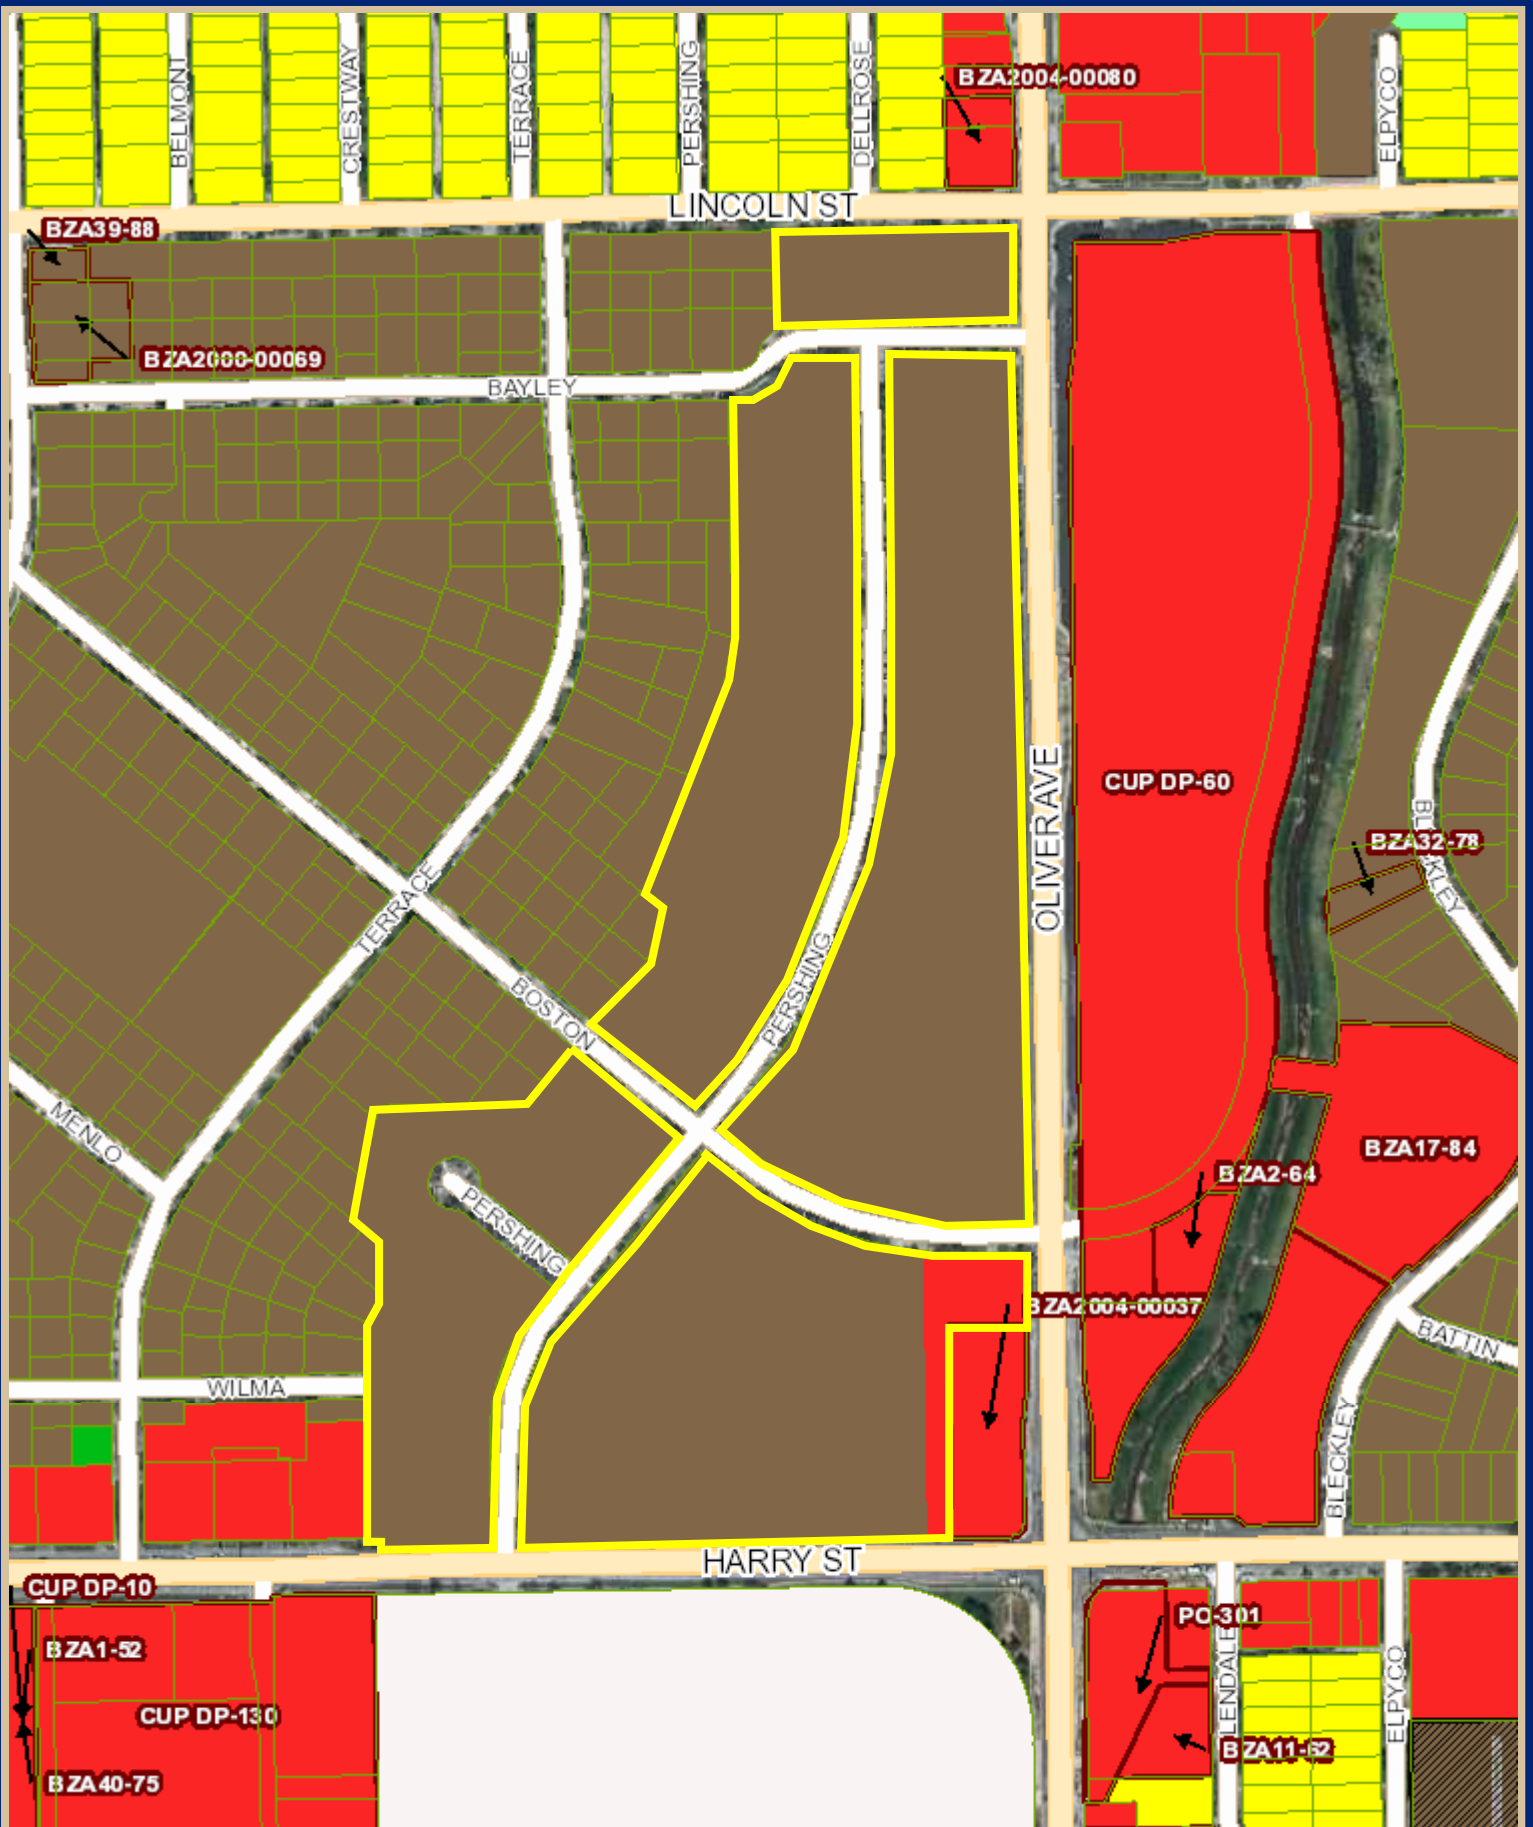 BELMONT
CRESTWAY
TERRACE
PERSHING
DELLROSE
BZA2004-00080
ELPYCO
LINCOLN ST
BZA39-88
BZA2000-00069
BAYLEY
OLIVER AVE
CUP DP-60
BLECKLEY
BZA32-78
TERRACE
BOSTON
PERSHING
MENLO
PERSHING
BZA17-84
BZA2-64
BZA2004-00037
BATTIN
WILMA
BLECKLEY
HARRY ST
CUP DP-10
BZA1-52
CUP DP-130
BZA40-75
PO-301
LENDALE
ELPYCO
BZA11-62